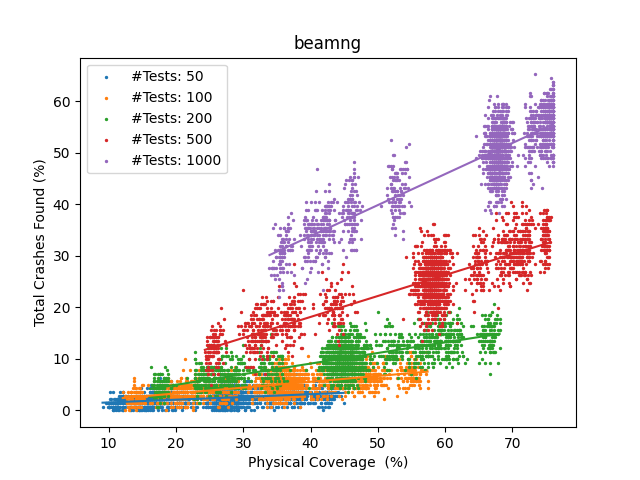 beamng
#Tests: 50
#Tests: 100
#Tests: 200
#Tests: 500
#Tests: 1000
Total Crashes Found (%)
60
50
40
30
20
10
0
10 20 30 40 50 60 70
Physical Coverage (%)